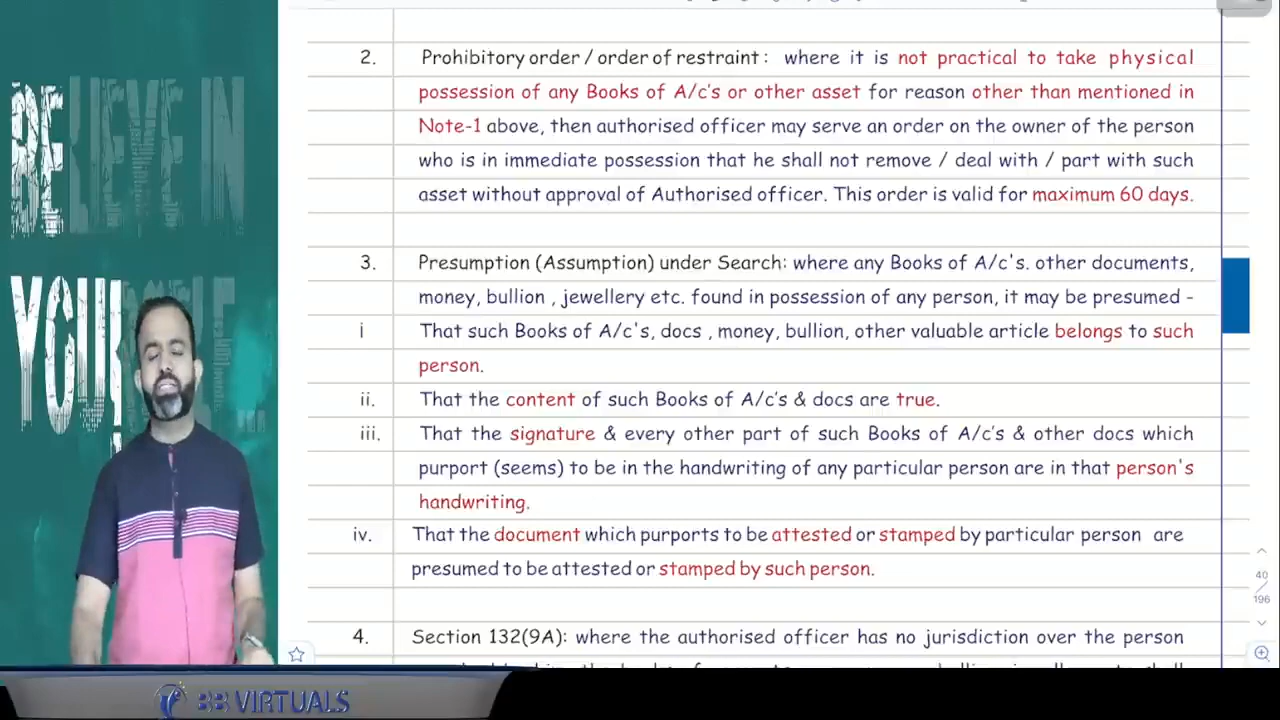 BELIEVE IN
YOU
2. Prohibitory order / order of restraint : where it is not practical to take physical
possession of any Books of A/c's or other asset for reason other than mentioned in
Note-1 above, then authorised officer may serve an order on the owner of the person
who is in immediate possession that he shall not remove / deal with / part with such
asset without approval of Authorised officer. This order is valid for maximum 60 days.
3. Presumption (Assumption) under Search: where any Books of A/c's. other documents,
money, bullion , jewellery etc. found in possession of any person, it may be presumed -
i That such Books of A/c's, docs , money, bullion, other valuable article belongs to such
person.
ii. That the content of such Books of A/c's & docs are true.
iii. That the signature & every other part of such Books of A/c's & other docs which
purport (seems) to be in the handwriting of any particular person are in that person's
handwriting.
iv. That the document which purports to be attested or stamped by particular person are
presumed to be attested or stamped by such person.
4. Section 132(9A): where the authorised officer has no jurisdiction over the person
40
196
BB VIRTUALS